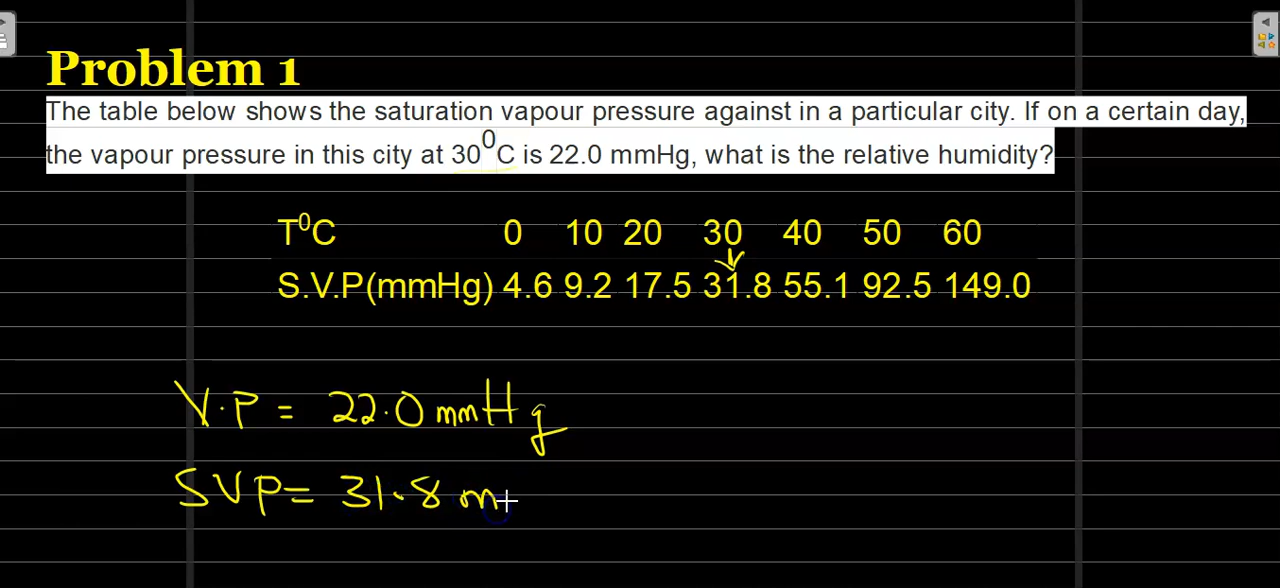 Problem 1
The table below shows the saturation vapour pressure against in a particular city. If on a certain day,
the vapour pressure in this city at 30⁰C is 22.0 mmHg, what is the relative humidity?
T⁰C 0 10 20 30 40 50 60
S.V.P(mmHg) 4.6 9.2 17.5 31.8 55.1 92.5 149.0
V.P = 22.0 mmHg
SVP = 31.8 m